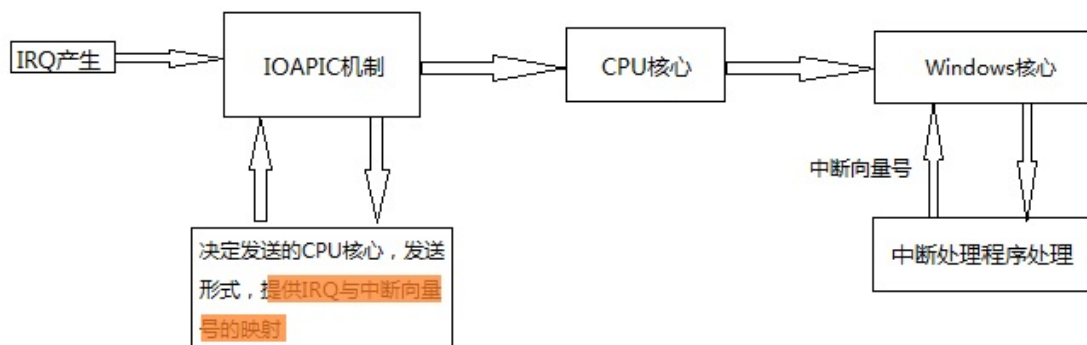 IRQ产生
IOAPIC机制
CPU核心
Windows核心
中断向量号
决定发送的CPU核心，发送
形式，提供IRQ与中断向量
号的映射
中断处理程序处理